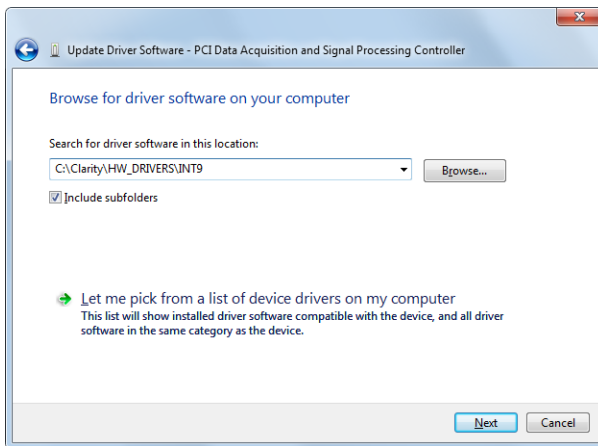 Update Driver Software - PCI Data Acquisition and Signal Processing Controller
Browse for driver software on your computer
Search for driver software in this location:
C:\Clarity\HW_DRIVERS\INT9
Browse...
Include subfolders
Let me pick from a list of device drivers on my computer
This list will show installed driver software compatible with the device, and all driver
software in the same category as the device.
Next
Cancel